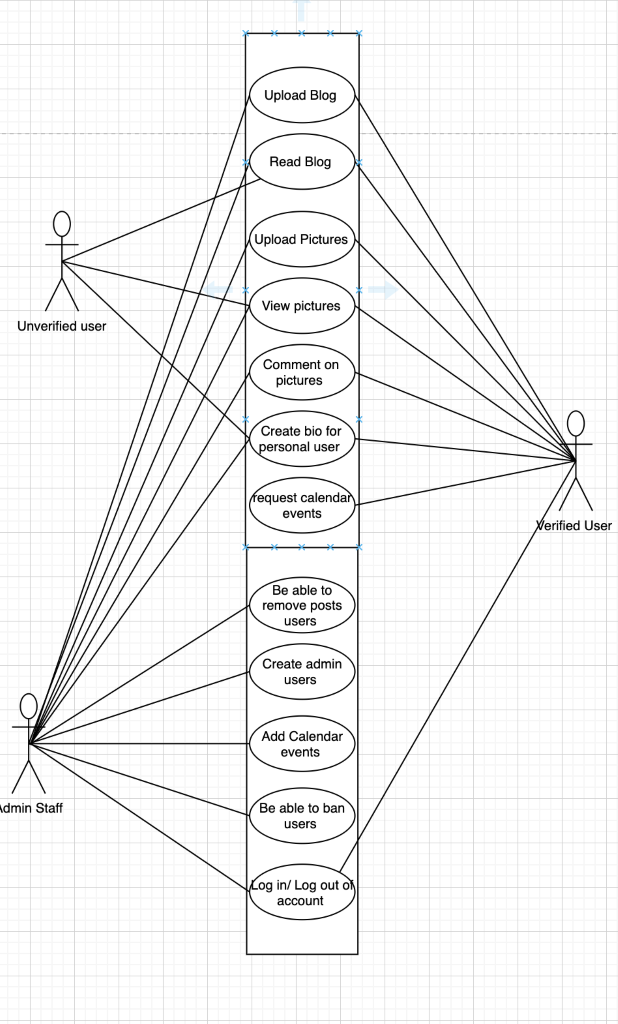 Upload Blog
Read Blog
Upload Pictures
Unverified user
View pictures
Comment on
pictures
Create bio for
personal user
request calendar
events
Verified User
Be able to
remove posts
users
Create admin
users
Add Calendar
events
Admin Staff
Be able to ban
users
Log in/ Log out of
account